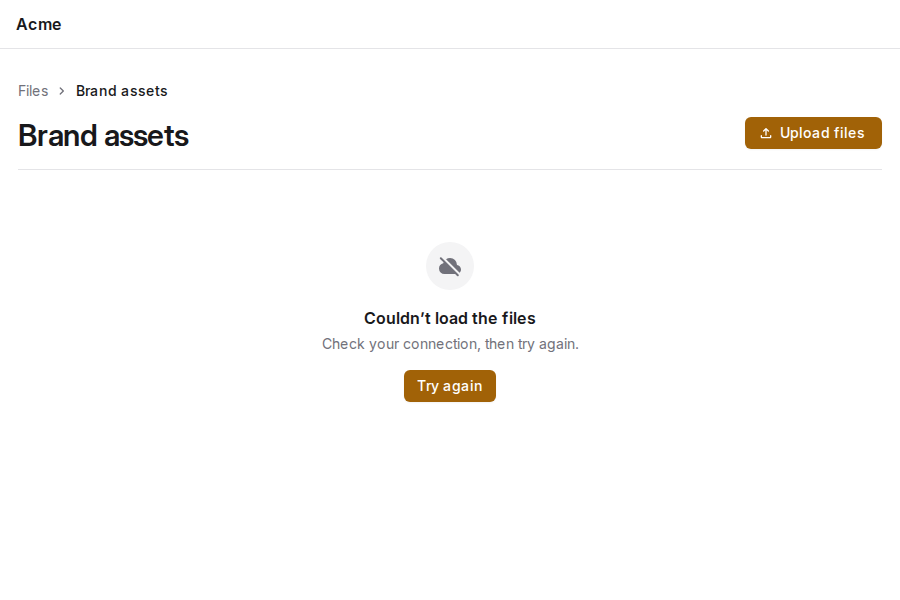 Acme
Files > Brand assets
Brand assets
Upload files
Couldn’t load the files
Check your connection, then try again.
Try again